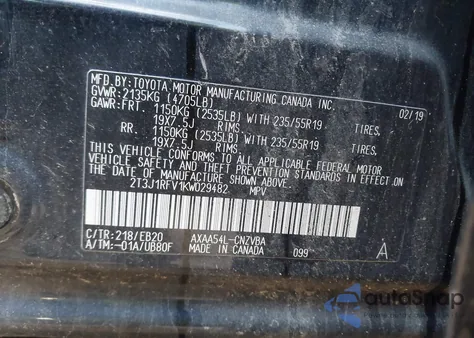 MFD.BY:TOYOTA MOTOR MANUFACTURING CANADA INC.
GVWR:2135KG (4705LB) 02/19
GAWR:FRT. 1150KG (2535LB) WITH 235/55R19 TIRES,
19X7.5J RIMS,
RR. 1150KG (2535LB) WITH 235/55R19 TIRES,
19X7.5J RIMS,
THIS VEHICLE CONFORMS TO ALL APPLICABLE FEDERAL MOTOR
VEHICLE SAFETY AND THEFT PREVENTION STANDARDS IN EFFECT ON
THE DATE OF MANUFACTURE SHOWN ABOVE.
2T3J1RFV1KW029482 MPV
C/TR:218/EB20 AXAA54L-CNZVBA
A/TM:-01A/UB80F MADE IN CANADA 099 A
autoSnap